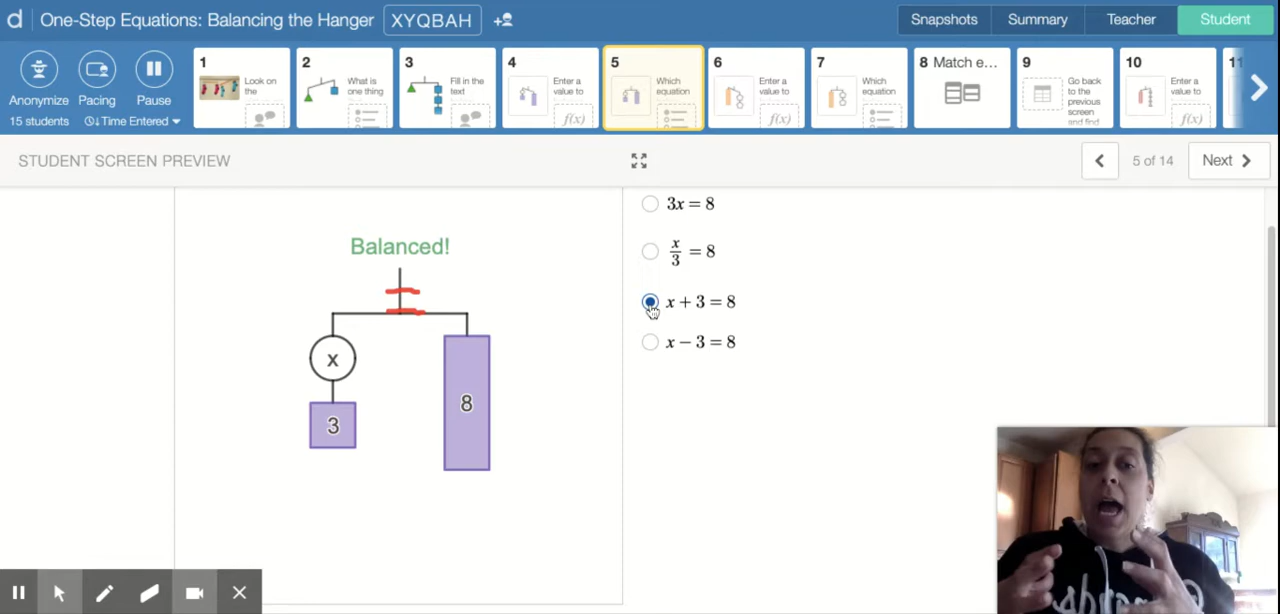 d One-Step Equations: Balancing the Hanger XYQBAH Snapshots Summary Teacher Student
Anonymize Pacing Pause
15 students Time Entered
1 Look on the
2 What is one thing
3 Fill in the text
4 Enter a value to f(x)
5 Which equation
6 Enter a value to f(x)
7 Which equation
8 Match e...
9 Go back to the previous screen and find
10 Enter a value to f(x)
11
STUDENT SCREEN PREVIEW 5 of 14 Next
Balanced!
x
3
8
3x = 8
x/3 = 8
x + 3 = 8
x − 3 = 8